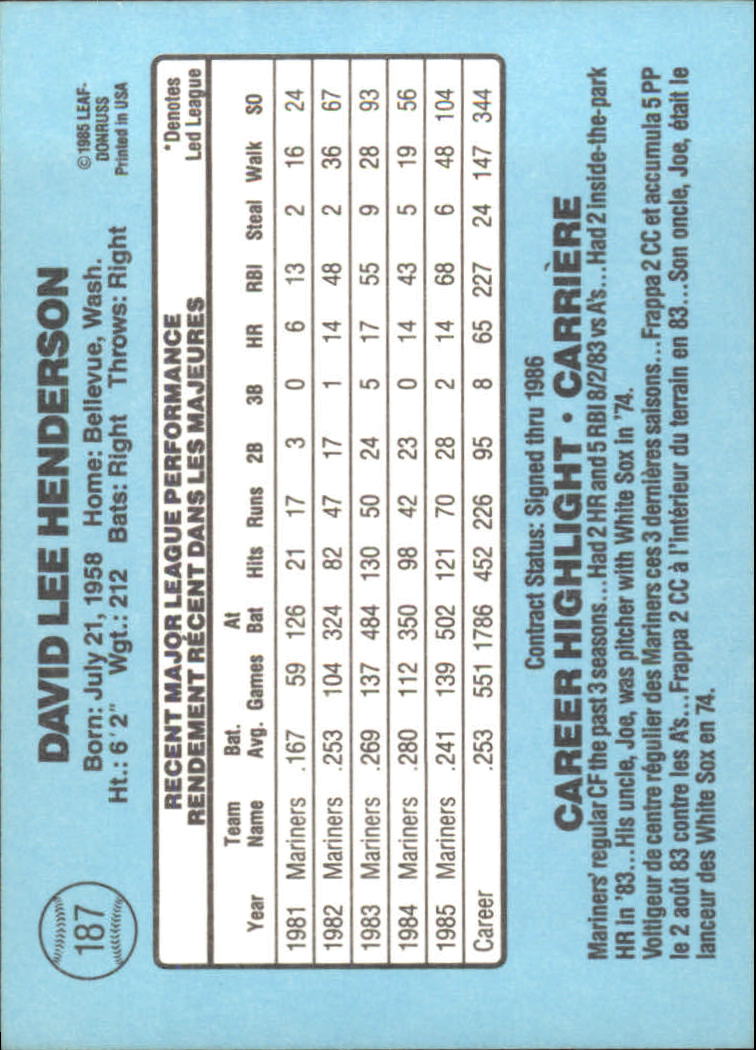 187
DAVID LEE HENDERSON
© 1985 LEAF-
DONRUSS
Printed in USA
Born: July 21, 1958 Home: Bellevue, Wash.
Ht.: 6'2" Wgt.: 212 Bats: Right Throws: Right
RECENT MAJOR LEAGUE PERFORMANCE
RENDEMENT RÉCENT DANS LES MAJEURES
*Denotes
Led League
Team Bat. At
Year Name Avg. Games Bat Hits Runs 2B 3B HR RBI Steal Walk SO
1981 Mariners .167 59 126 21 17 3 0 6 13 2 16 24
1982 Mariners .253 104 324 82 47 17 1 14 48 2 36 67
1983 Mariners .269 137 484 130 50 24 5 17 55 9 28 93
1984 Mariners .280 112 350 98 42 23 0 14 43 5 19 56
1985 Mariners .241 139 502 121 70 28 2 14 68 6 48 104
Career .253 551 1786 452 226 95 8 65 227 24 147 344
Contract Status: Signed thru 1986
CAREER HIGHLIGHT • CARRIÈRE
Mariners' regular CF the past 3 seasons...Had 2 HR and 5 RBI 8/2/83 vs A's...Had 2 inside-the-park
HR in '83...His uncle, Joe, was pitcher with White Sox in '74.
Voltigeur de centre régulier des Mariners ces 3 dernières saisons...Frappa 2 CC et accumula 5 PP
le 2 août 83 contre les A's...Frappa 2 CC à l'intérieur du terrain en 83...Son oncle, Joe, était le
lanceur des White Sox en 74.